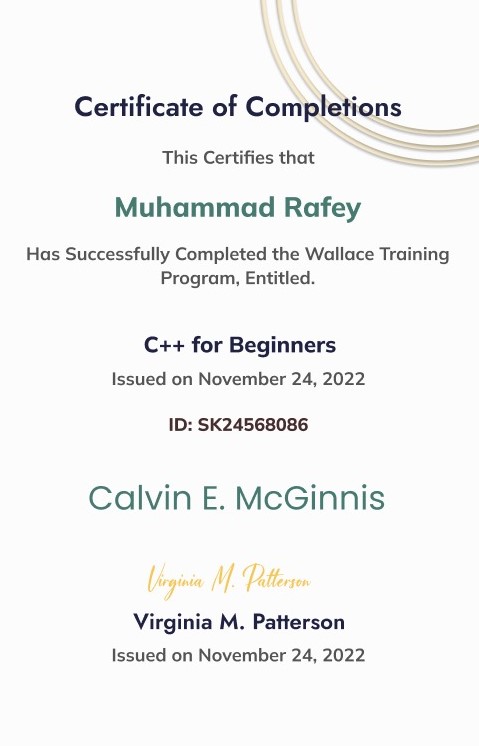 Certificate of Completions
This Certifies that
Muhammad Rafey
Has Successfully Completed the Wallace Training
Program, Entitled.
C++ for Beginners
Issued on November 24, 2022
ID: SK24568086
Calvin E. McGinnis
Virginia M. Patterson
Virginia M. Patterson
Issued on November 24, 2022